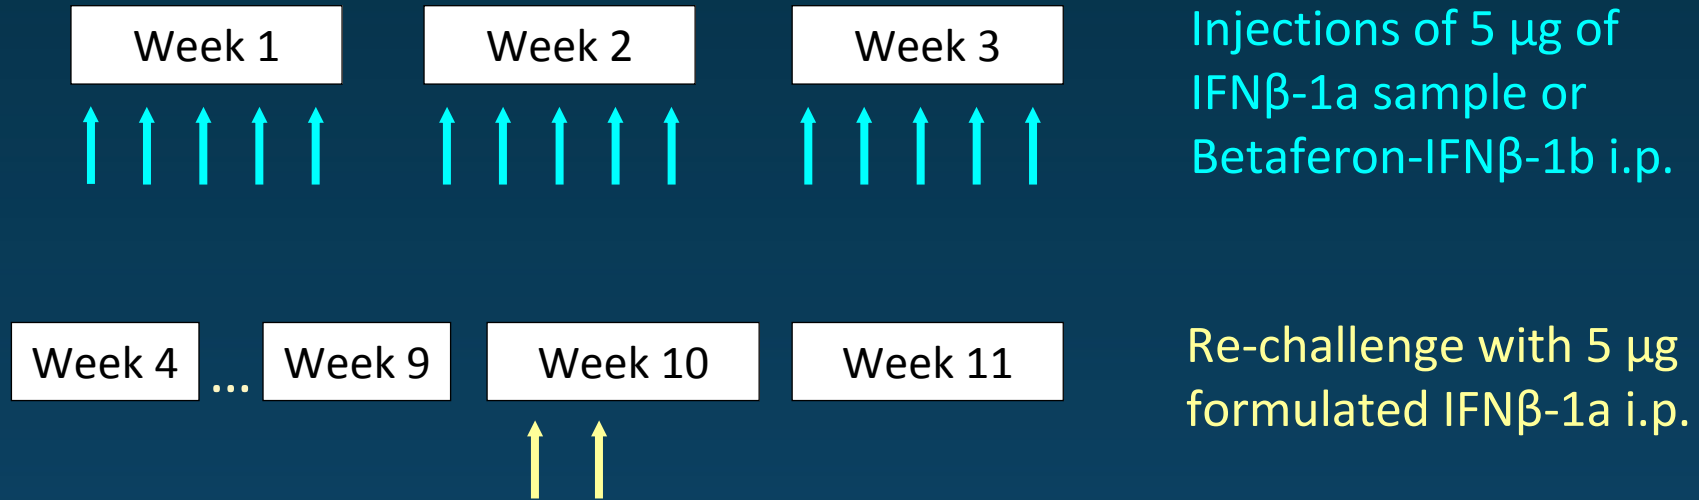 Week 1
Week 2
Week 3
Injections of 5 µg of
IFNβ-1a sample or
Betaferon-IFNβ-1b i.p.
Week 4
...
Week 9
Week 10
Week 11
Re-challenge with 5 µg
formulated IFNβ-1a i.p.